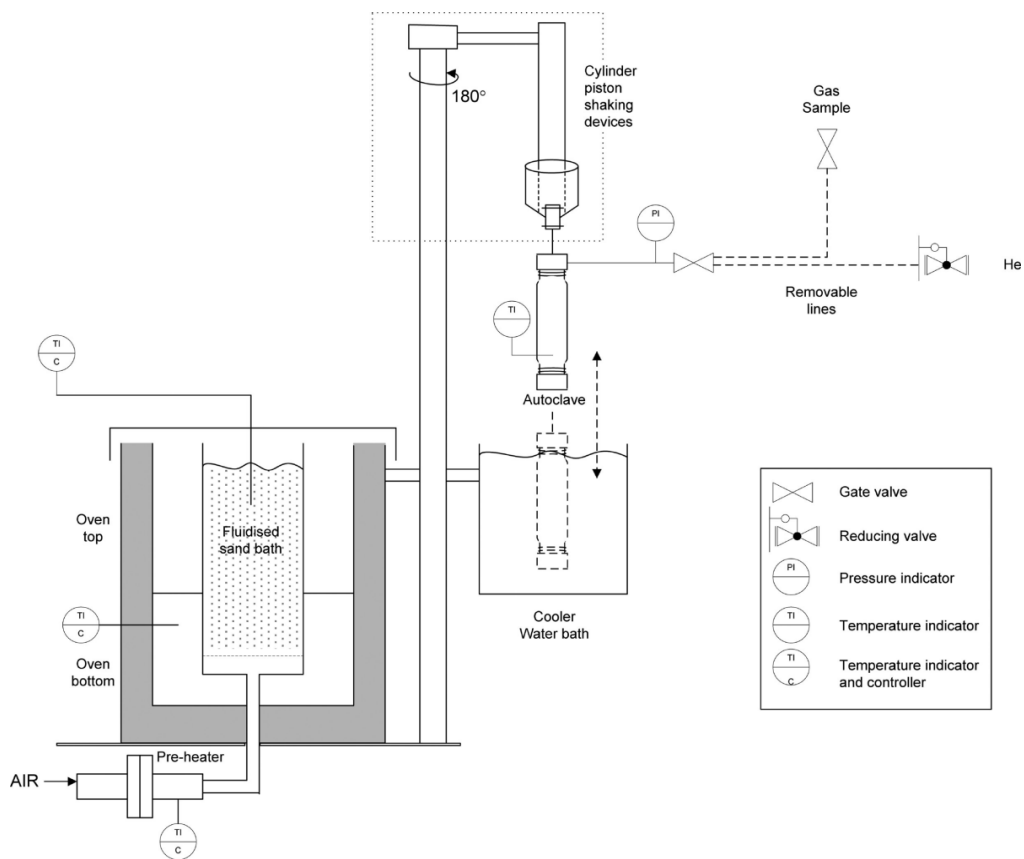 180°
Cylinder
piston
shaking
devices
Gas
Sample
PI
He
Removable
lines
TI
Autoclave
TI
C
Oven
top
Fluidised
sand bath
TI
C
Oven
bottom
Cooler
Water bath
Pre-heater
AIR
TI
C
Gate valve
Reducing valve
PI
Pressure indicator
TI
Temperature indicator
TI
C
Temperature indicator
and controller